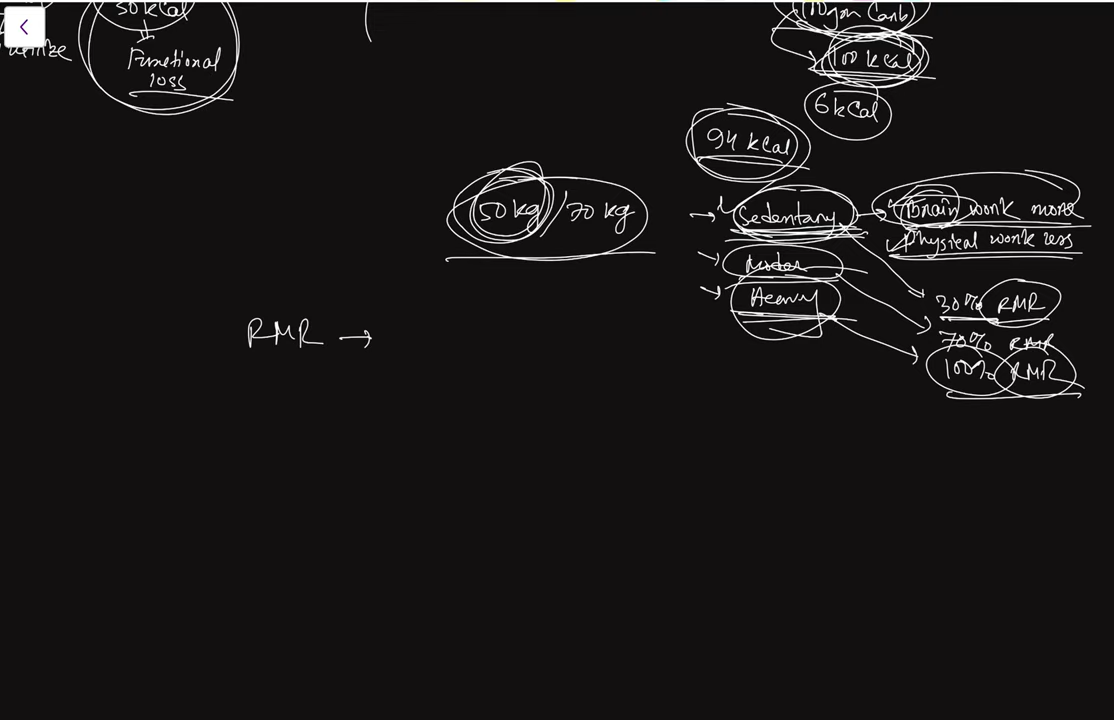 50 kCal
utilize
Functional
loss
100 kCal
6 kCal
94 kCal
50 kg / 70 kg
→ Sedentary → Brain work more
Physical work less
→ Moder
→ Heavy
30% RMR
70% RMR
100% RMR
RMR →